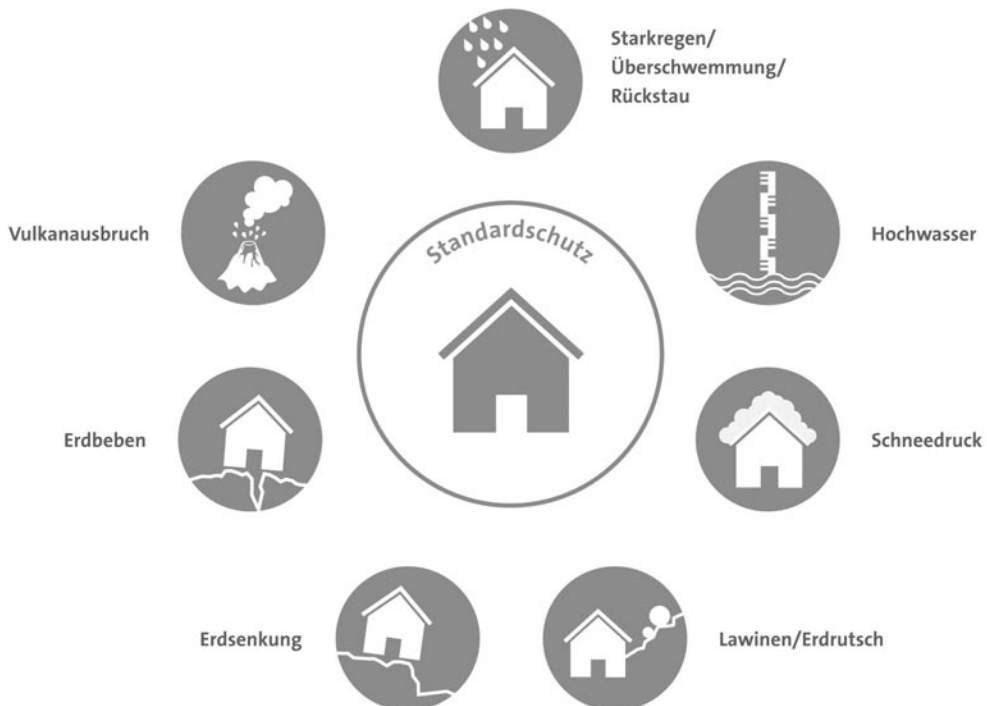 Starkregen/
Überschwemmung/
Rückstau
Vulkanausbruch
Hochwasser
Standardschutz
Erdbeben
Schneedruck
Erdsenkung
Lawinen/Erdrutsch